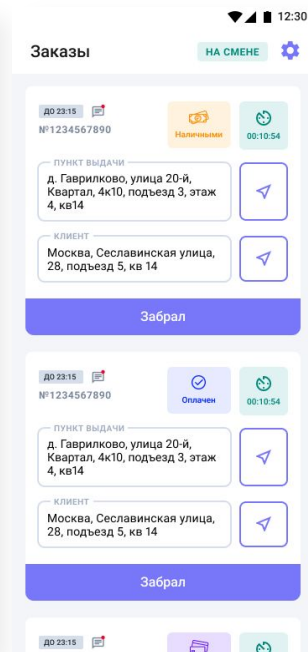 12:30
Заказы
НА СМЕНЕ
ДО 23:15
№1234567890
Наличными
00:10:54
ПУНКТ ВЫДАЧИ
д. Гаврилково, улица 20-й,
Квартал, 4к10, подъезд 3, этаж
4, кв14
КЛИЕНТ
Москва, Сеславинская улица,
28, подъезд 5, кв 14
Забрал
ДО 23:15
№1234567890
Оплачен
00:10:54
ПУНКТ ВЫДАЧИ
д. Гаврилково, улица 20-й,
Квартал, 4к10, подъезд 3, этаж
4, кв14
КЛИЕНТ
Москва, Сеславинская улица,
28, подъезд 5, кв 14
Забрал
ДО 23:15